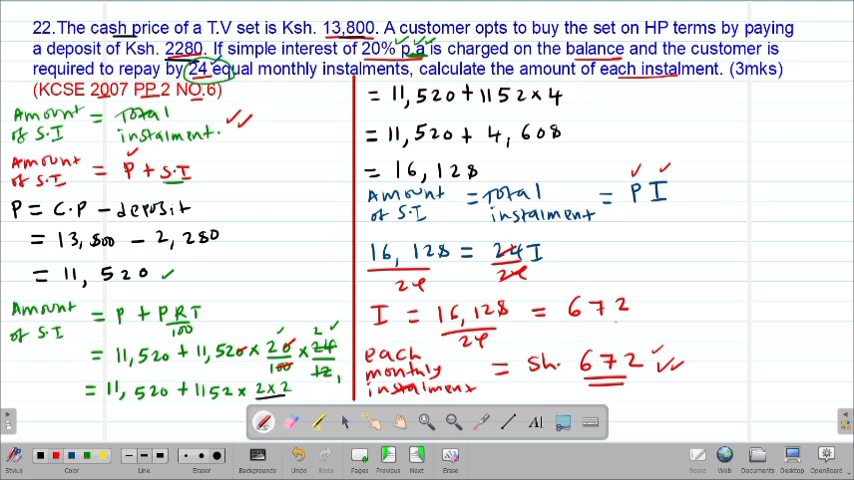 22.The cash price of a T.V set is Ksh. 13,800. A customer opts to buy the set on HP terms by paying
a deposit of Ksh. 2280. If simple interest of 20% p.a is charged on the balance and the customer is
required to repay by 24 equal monthly instalments, calculate the amount of each instalment. (3mks)
(KCSE 2007 PP.2 NO.6)
Amount of S.I = Total instalment.
Amount of S.I = P + S.I
P = C.P - deposit
= 13,800 - 2,280
= 11,520
Amount of S.I = P + PRT/100
= 11,520 + 11,520 × 20/100 × 24/12 2 1
= 11,520 + 1152 × 2×2
= 11,520 + 1152 × 4
= 11,520 + 4,608
= 16,128
Amount of S.I = Total instalment = PI
16,128/24 = 24I/24
I = 16,128/24 = 672
each monthly instalment = Sh. 672
Stylus Color Line Eraser Backgrounds Undo Redo Pages Previous Next Erase Board Web Documents Desktop OpenBoard